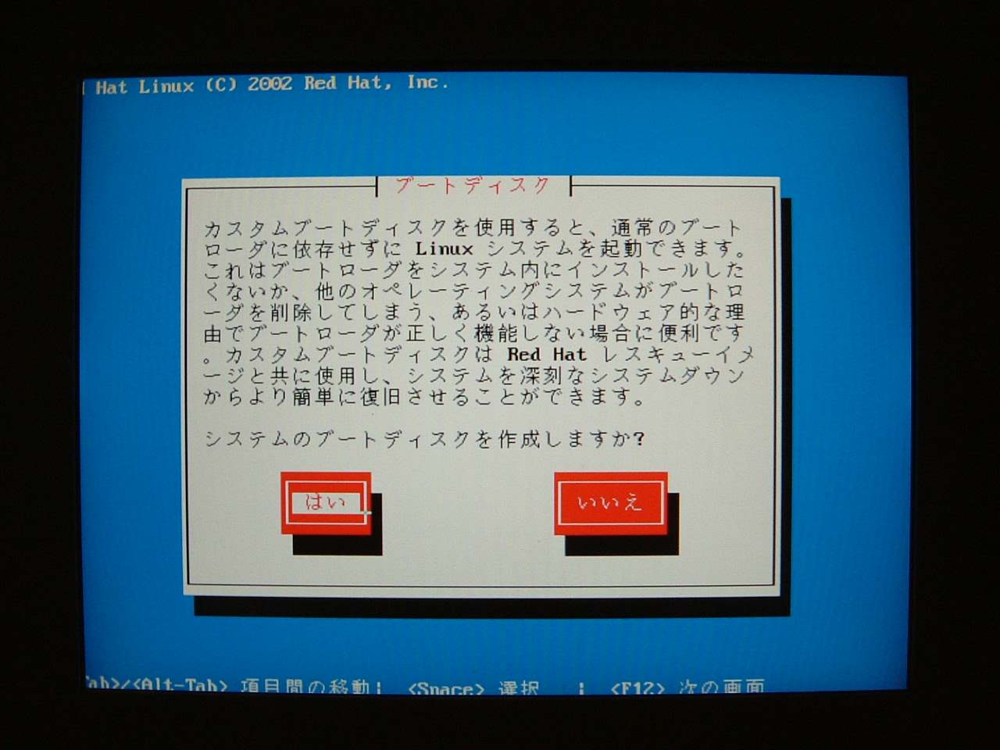 Hat Linux (C) 2002 Red Hat, Inc.
ブートディスク
カスタムブートディスクを使用すると、通常のブート
ローダに依存せずに Linux システムを起動できます。
これはブートローダをシステム内にインストールした
くないか、他のオペレーティングシステムがブートロ
ーダを削除してしまう、あるいはハードウェア的な理
由でブートローダが正しく機能しない場合に便利です
。カスタムブートディスクは Red Hat レスキューイメ
ージと共に使用し、システムを深刻なシステムダウン
からより簡単に復旧させることができます。
システムのブートディスクを作成しますか?
はい いいえ
ab>/<Alt-Tab> 項目間の移動| <Space> 選択 | <F12> 次の画面